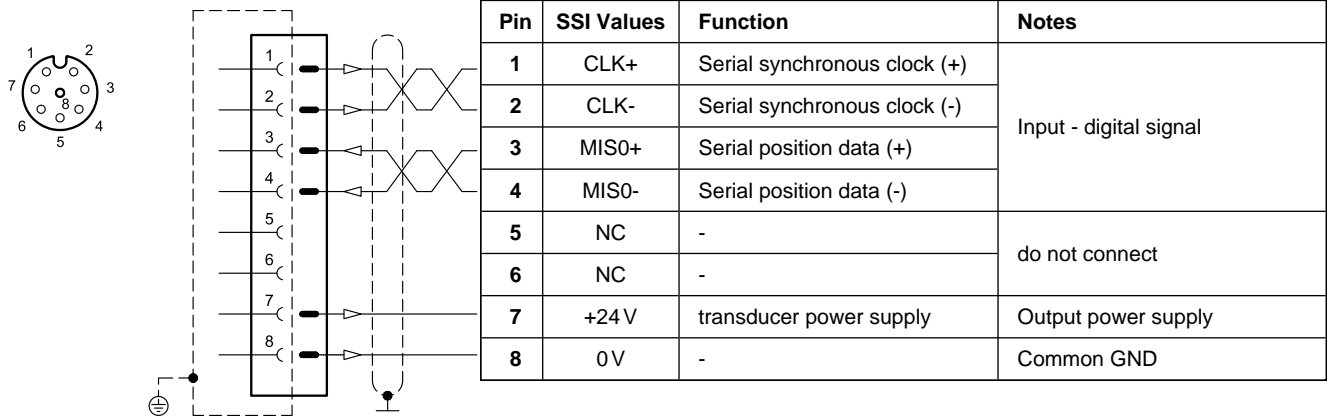 1 2
7 3
8
6 4
5
1
2
3
4
5
6
7
8
Pin SSI Values Function Notes
1 CLK+ Serial synchronous clock (+)
2 CLK- Serial synchronous clock (-)
Input - digital signal
3 MIS0+ Serial position data (+)
4 MIS0- Serial position data (-)
5 NC -
do not connect
6 NC -
7 +24V transducer power supply Output power supply
8 0V - Common GND